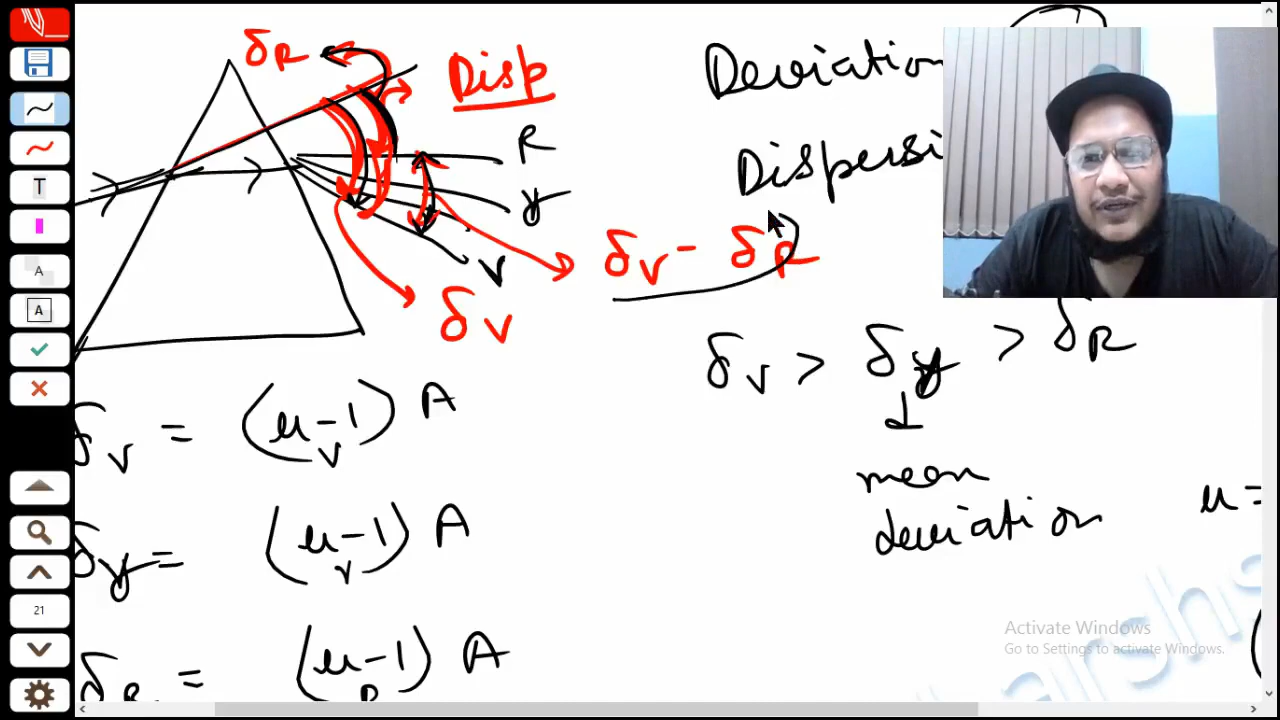 δR
Disp
Deviation
R
Dispersi
y
V
δV - δR
δV
δV > δy > δR
δV = (μV-1) A
mean
deviation
μ=
δy = (μy-1) A
δR = (μR-1) A
T
A
A
21
Activate Windows
Go to Settings to activate Windows.